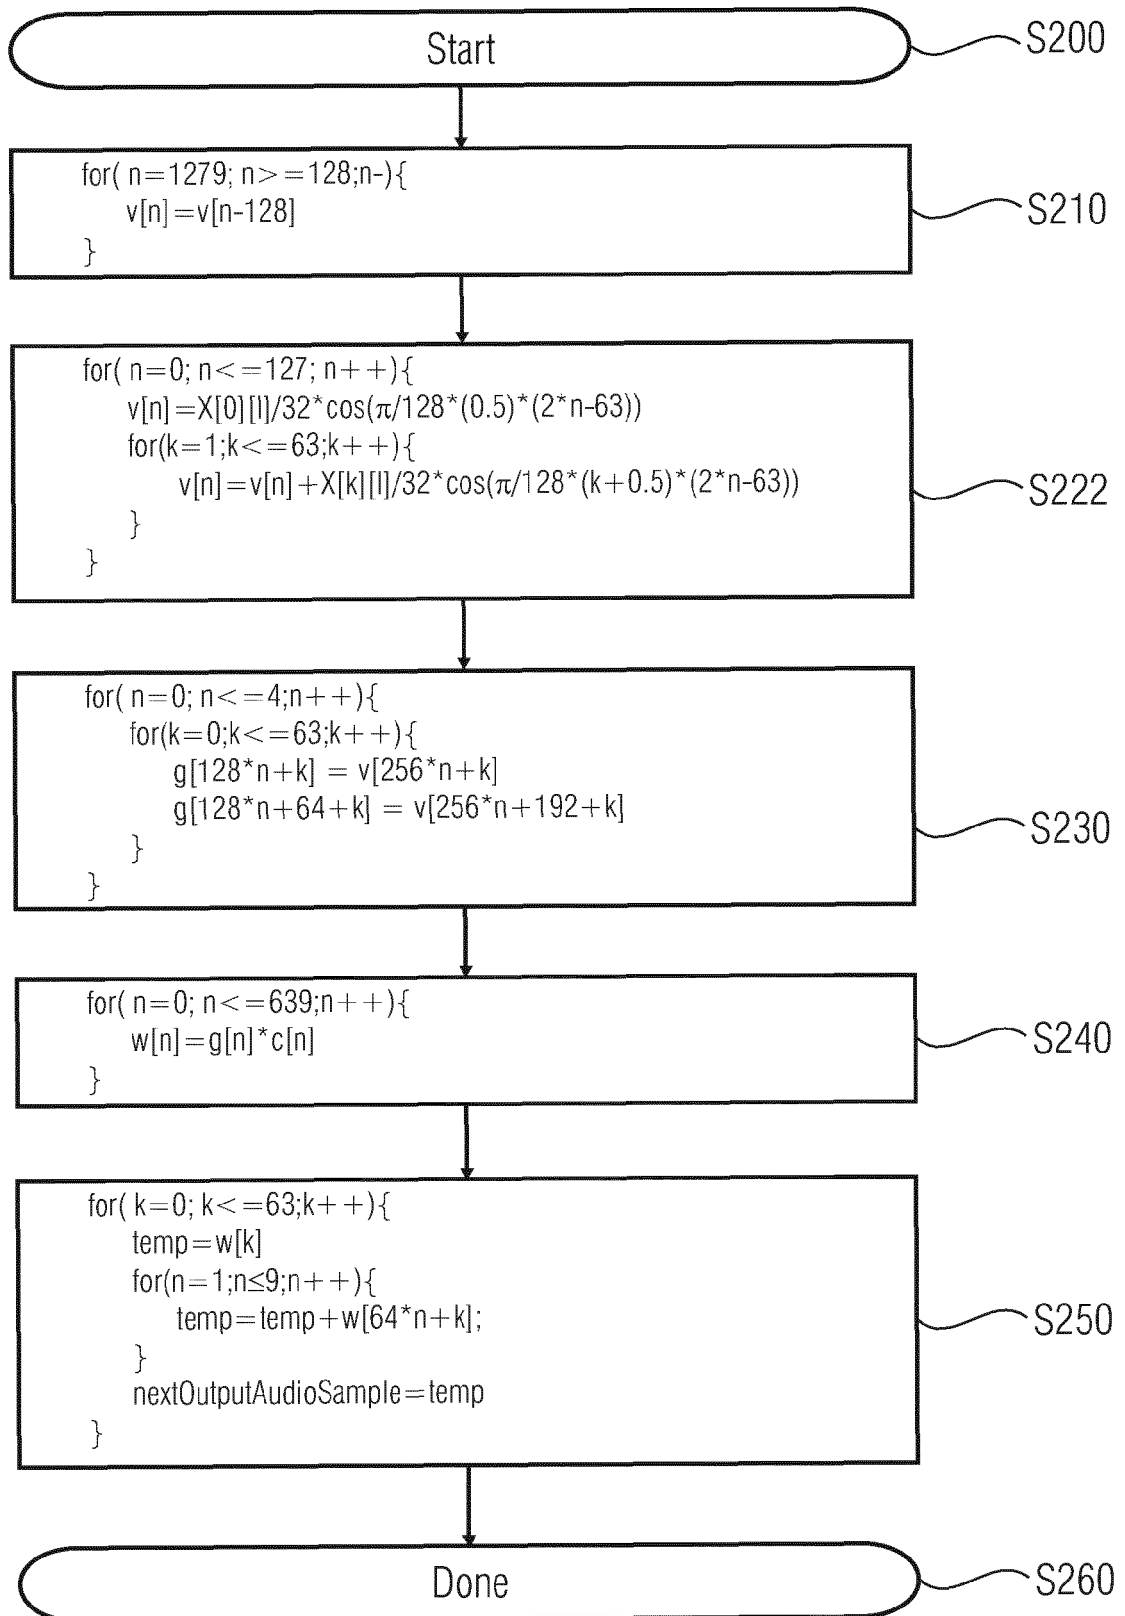 Start
S200
for( n=1279; n>=128;n-){
v[n]=v[n-128]
}
S210
for( n=0; n<=127; n++){
v[n]=X[0][l]/32*cos(π/128*(0.5)*(2*n-63))
for(k=1;k<=63;k++){
v[n]=v[n]+X[k][l]/32*cos(π/128*(k+0.5)*(2*n-63))
}
}
S222
for( n=0; n<=4;n++){
for(k=0;k<=63;k++){
g[128*n+k] = v[256*n+k]
g[128*n+64+k] = v[256*n+192+k]
}
}
S230
for( n=0; n<=639;n++){
w[n]=g[n]*c[n]
}
S240
for( k=0; k<=63;k++){
temp=w[k]
for(n=1;n≤9;n++){
temp=temp+w[64*n+k];
}
nextOutputAudioSample=temp
}
S250
Done
S260